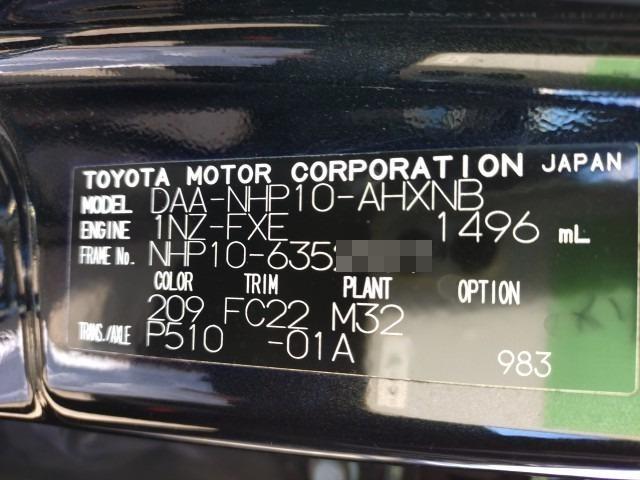 TOYOTA MOTOR CORPORATION JAPAN
MODEL DAA-NHP10-AHXNB
ENGINE 1NZ-FXE 1496 mL
FRAME No. NHP10-635
COLOR TRIM PLANT OPTION
209 FC22 M32
TRANS./AXLE P510 -01A
983